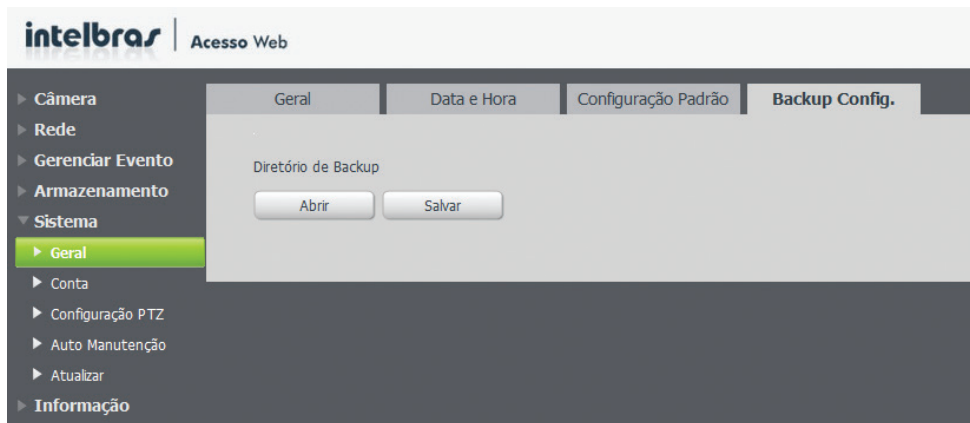 intelbras Acesso Web
Câmera
Rede
Gerenciar Evento
Armazenamento
Sistema
Geral
Conta
Configuração PTZ
Auto Manutenção
Atualizar
Informação
Geral Data e Hora Configuração Padrão Backup Config.
Diretório de Backup
Abrir Salvar